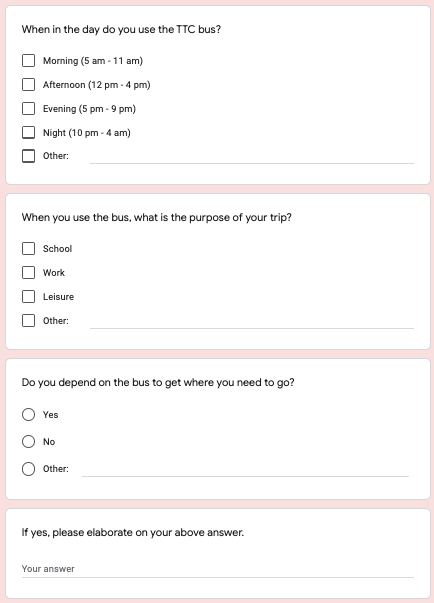 When in the day do you use the TTC bus?
Morning (5 am - 11 am)
Afternoon (12 pm - 4 pm)
Evening (5 pm - 9 pm)
Night (10 pm - 4 am)
Other:
When you use the bus, what is the purpose of your trip?
School
Work
Leisure
Other:
Do you depend on the bus to get where you need to go?
Yes
No
Other:
If yes, please elaborate on your above answer.
Your answer